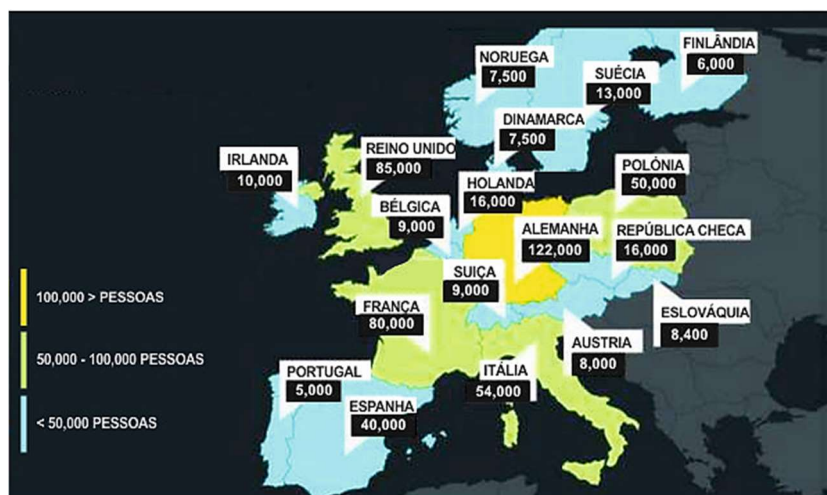 NORUEGA
7,500
FINLÂNDIA
6,000
SUÉCIA
13,000
DINAMARCA
7,500
IRLANDA
10,000
REINO UNIDO
85,000
HOLANDA
16,000
POLÓNIA
50,000
BÉLGICA
9,000
ALEMANHA
122,000
REPÚBLICA CHECA
16,000
SUIÇA
9,000
100,000 > PESSOAS
FRANÇA
80,000
ESLOVÁQUIA
8,400
50,000 - 100,000 PESSOAS
AUSTRIA
8,000
PORTUGAL
5,000
ITÁLIA
54,000
ESPANHA
40,000
< 50,000 PESSOAS